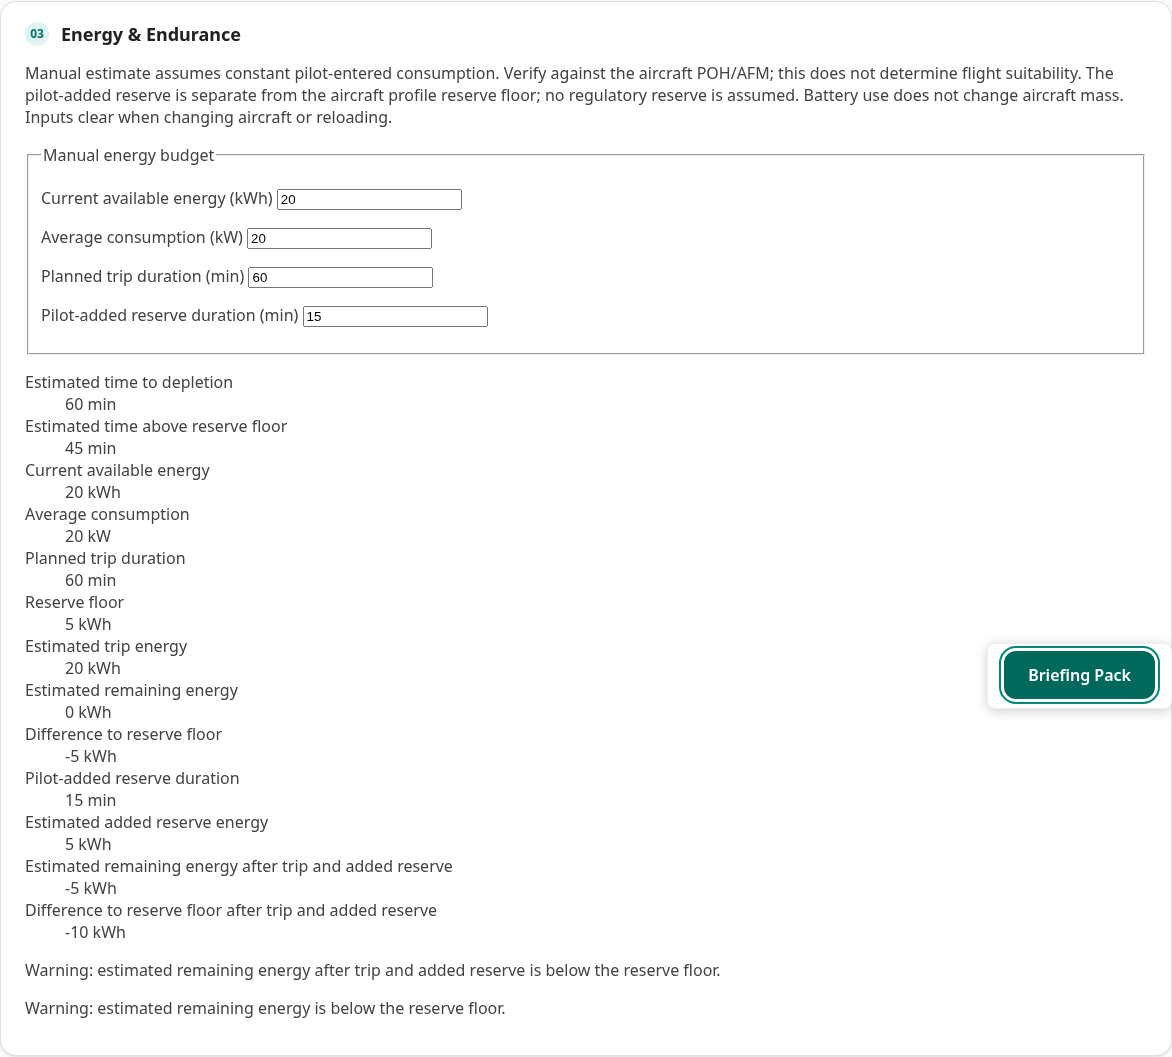 03 Energy & Endurance
Manual estimate assumes constant pilot-entered consumption. Verify against the aircraft POH/AFM; this does not determine flight suitability. The
pilot-added reserve is separate from the aircraft profile reserve floor; no regulatory reserve is assumed. Battery use does not change aircraft mass.
Inputs clear when changing aircraft or reloading.
Manual energy budget
Current available energy (kWh) 20
Average consumption (kW) 20
Planned trip duration (min) 60
Pilot-added reserve duration (min) 15
Estimated time to depletion
60 min
Estimated time above reserve floor
45 min
Current available energy
20 kWh
Average consumption
20 kW
Planned trip duration
60 min
Reserve floor
5 kWh
Estimated trip energy
20 kWh
Briefing Pack
Estimated remaining energy
0 kWh
Difference to reserve floor
-5 kWh
Pilot-added reserve duration
15 min
Estimated added reserve energy
5 kWh
Estimated remaining energy after trip and added reserve
-5 kWh
Difference to reserve floor after trip and added reserve
-10 kWh
Warning: estimated remaining energy after trip and added reserve is below the reserve floor.
Warning: estimated remaining energy is below the reserve floor.